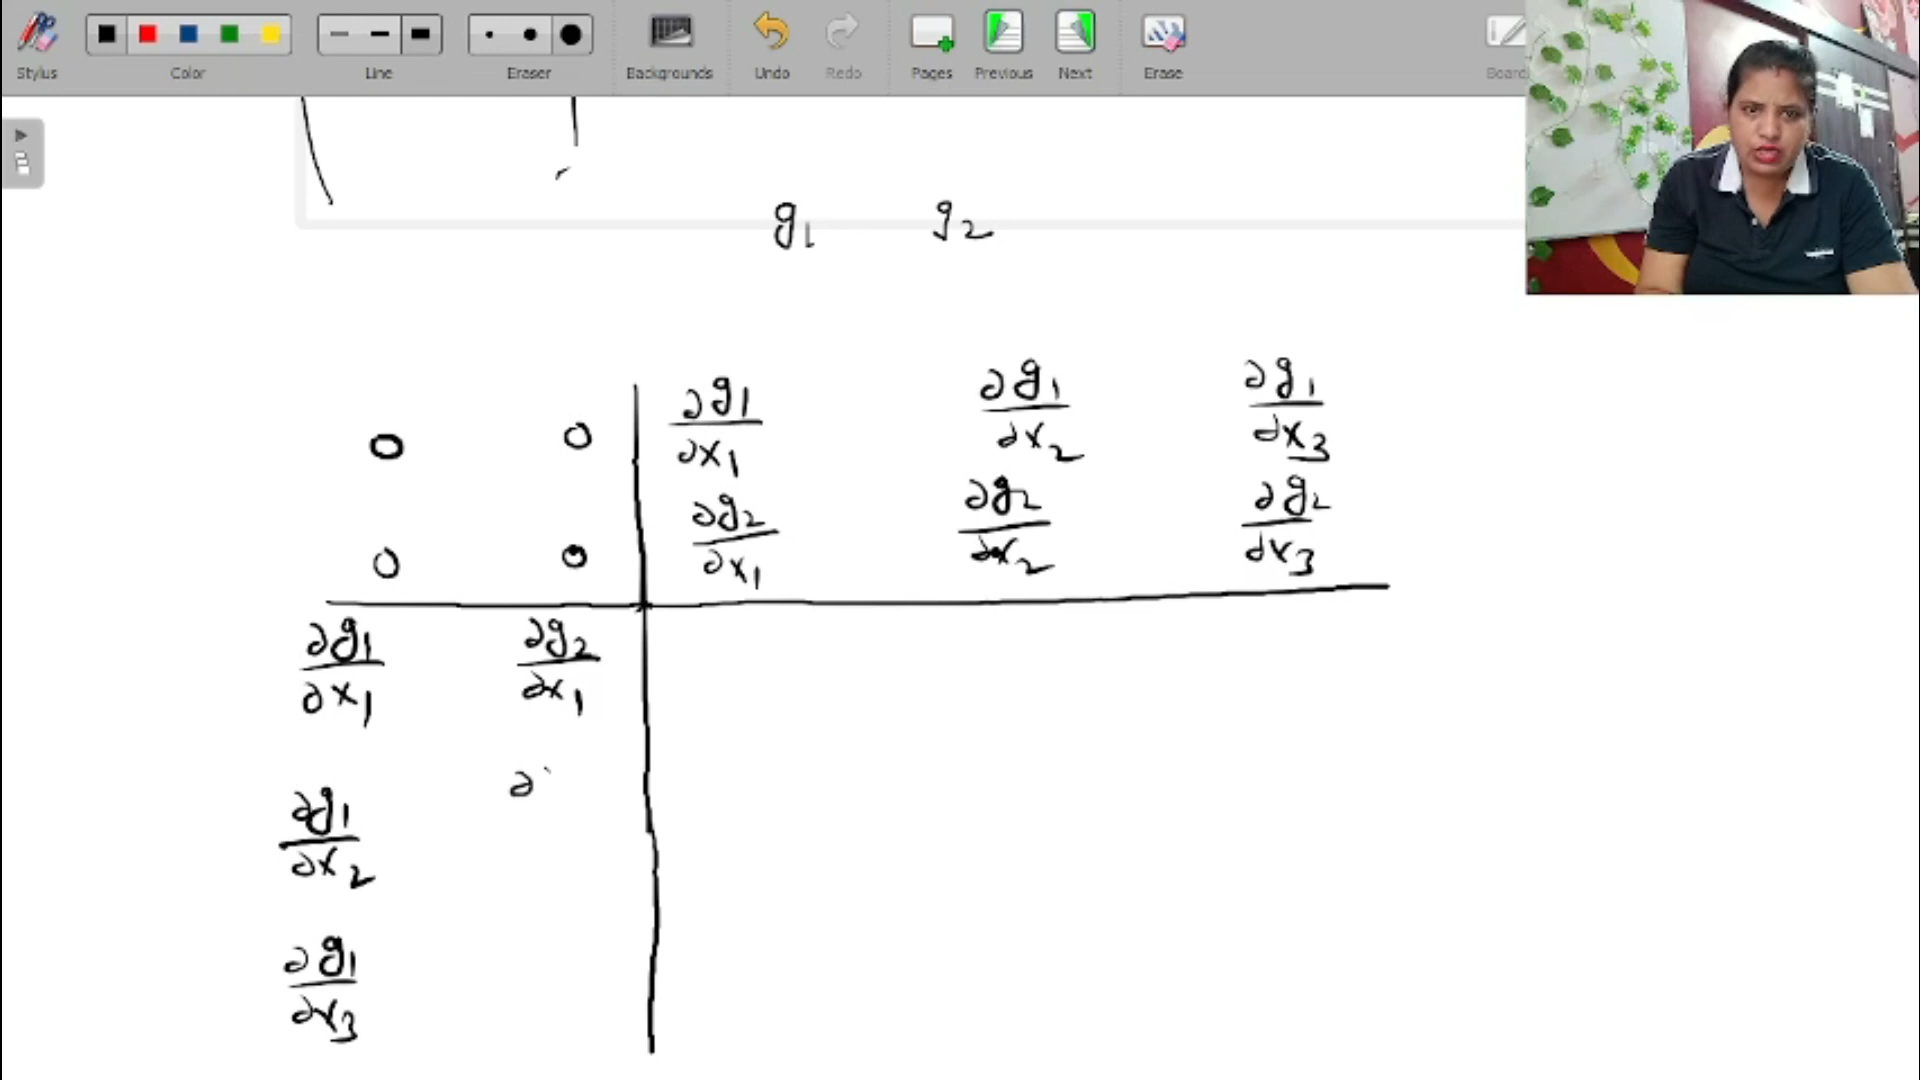 Stylus Color Line Eraser Backgrounds Undo Redo Pages Previous Next Erase Board
g₁ g₂
0 0 ∂g₁/∂x₁ ∂g₁/∂x₂ ∂g₁/∂x₃
0 0 ∂g₂/∂x₁ ∂g₂/∂x₂ ∂g₂/∂x₃
∂g₁/∂x₁ ∂g₂/∂x₁
∂g₁/∂x₂ ∂
∂g₁/∂x₃